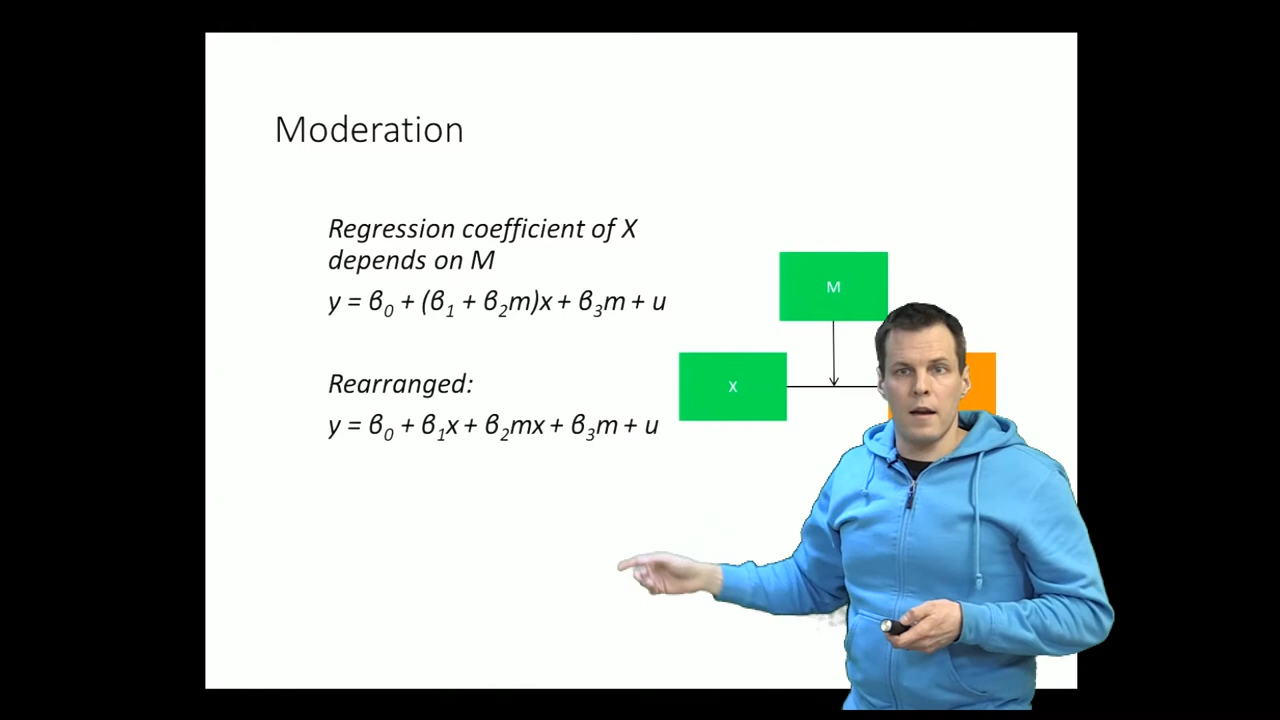 Moderation
Regression coefficient of X
depends on M
y = β₀ + (β₁ + β₂m)x + β₃m + u
Rearranged:
y = β₀ + β₁x + β₂mx + β₃m + u
M
X